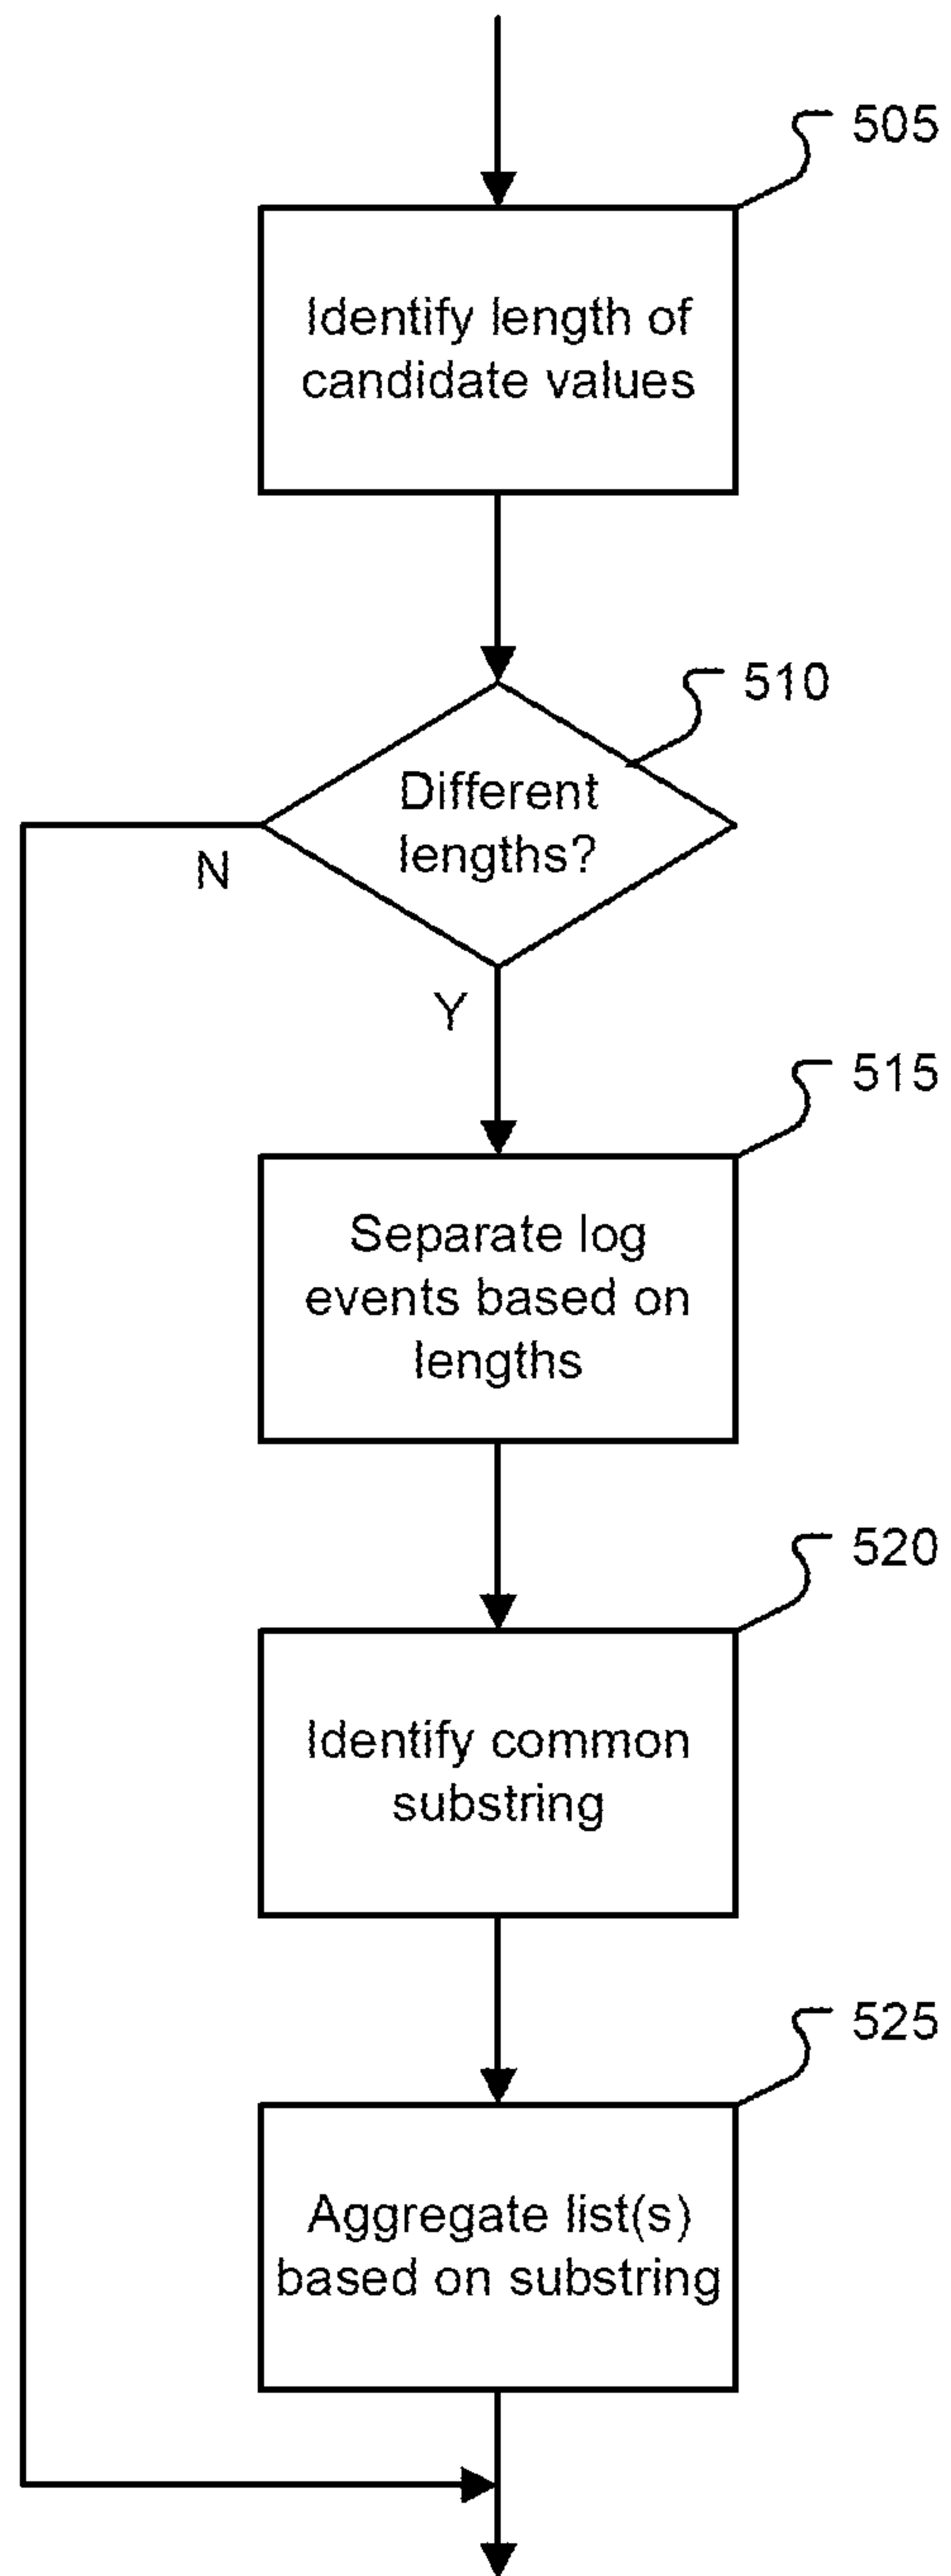 505
Identify length of
candidate values
510
Different
lengths?
N
Y
515
Separate log
events based on
lengths
520
Identify common
substring
525
Aggregate list(s)
based on substring